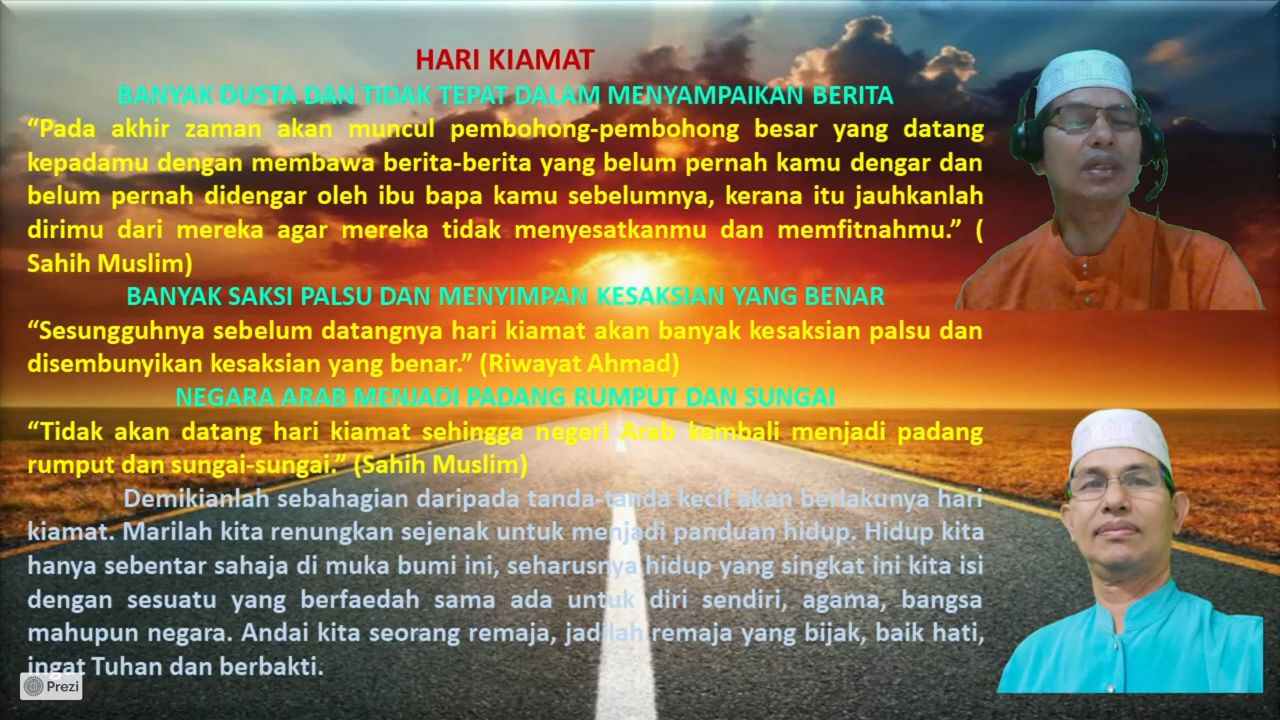 HARI KIAMAT
BANYAK DUSTA DAN TIDAK TEPAT DALAM MENYAMPAIKAN BERITA
“Pada akhir zaman akan muncul pembohong-pembohong besar yang datang
kepadamu dengan membawa berita-berita yang belum pernah kamu dengar dan
belum pernah didengar oleh ibu bapa kamu sebelumnya, kerana itu jauhkanlah
dirimu dari mereka agar mereka tidak menyesatkanmu dan memfitnahmu.” (
Sahih Muslim)
BANYAK SAKSI PALSU DAN MENYIMPAN KESAKSIAN YANG BENAR
“Sesungguhnya sebelum datangnya hari kiamat akan banyak kesaksian palsu dan
disembunyikan kesaksian yang benar.” (Riwayat Ahmad)
NEGARA ARAB MENJADI PADANG RUMPUT DAN SUNGAI
“Tidak akan datang hari kiamat sehingga negeri Arab kembali menjadi padang
rumput dan sungai-sungai.” (Sahih Muslim)
Demikianlah sebahagian daripada tanda-tanda kecil akan berlakunya hari
kiamat. Marilah kita renungkan sejenak untuk menjadi panduan hidup. Hidup kita
hanya sebentar sahaja di muka bumi ini, seharusnya hidup yang singkat ini kita isi
dengan sesuatu yang berfaedah sama ada untuk diri sendiri, agama, bangsa
mahupun negara. Andai kita seorang remaja, jadilah remaja yang bijak, baik hati,
ingat Tuhan dan berbakti.
Prezi